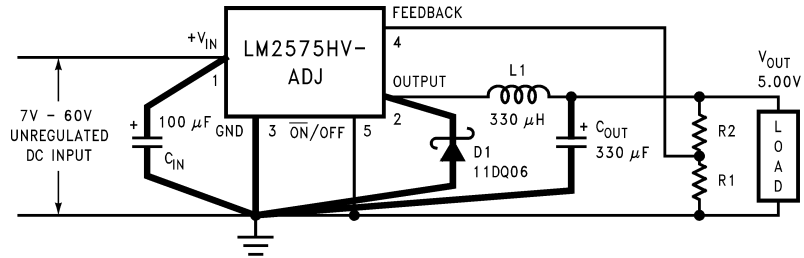 FEEDBACK
+VIN
LM2575HV-
ADJ
4
1
OUTPUT
L1
VOUT
5.00V
7V - 60V
UNREGULATED
DC INPUT
+
100 μF
CIN
GND
3
ON/OFF
5
2
330 μH
D1
11DQ06
+
COUT
330 μF
R2
R1
LOAD